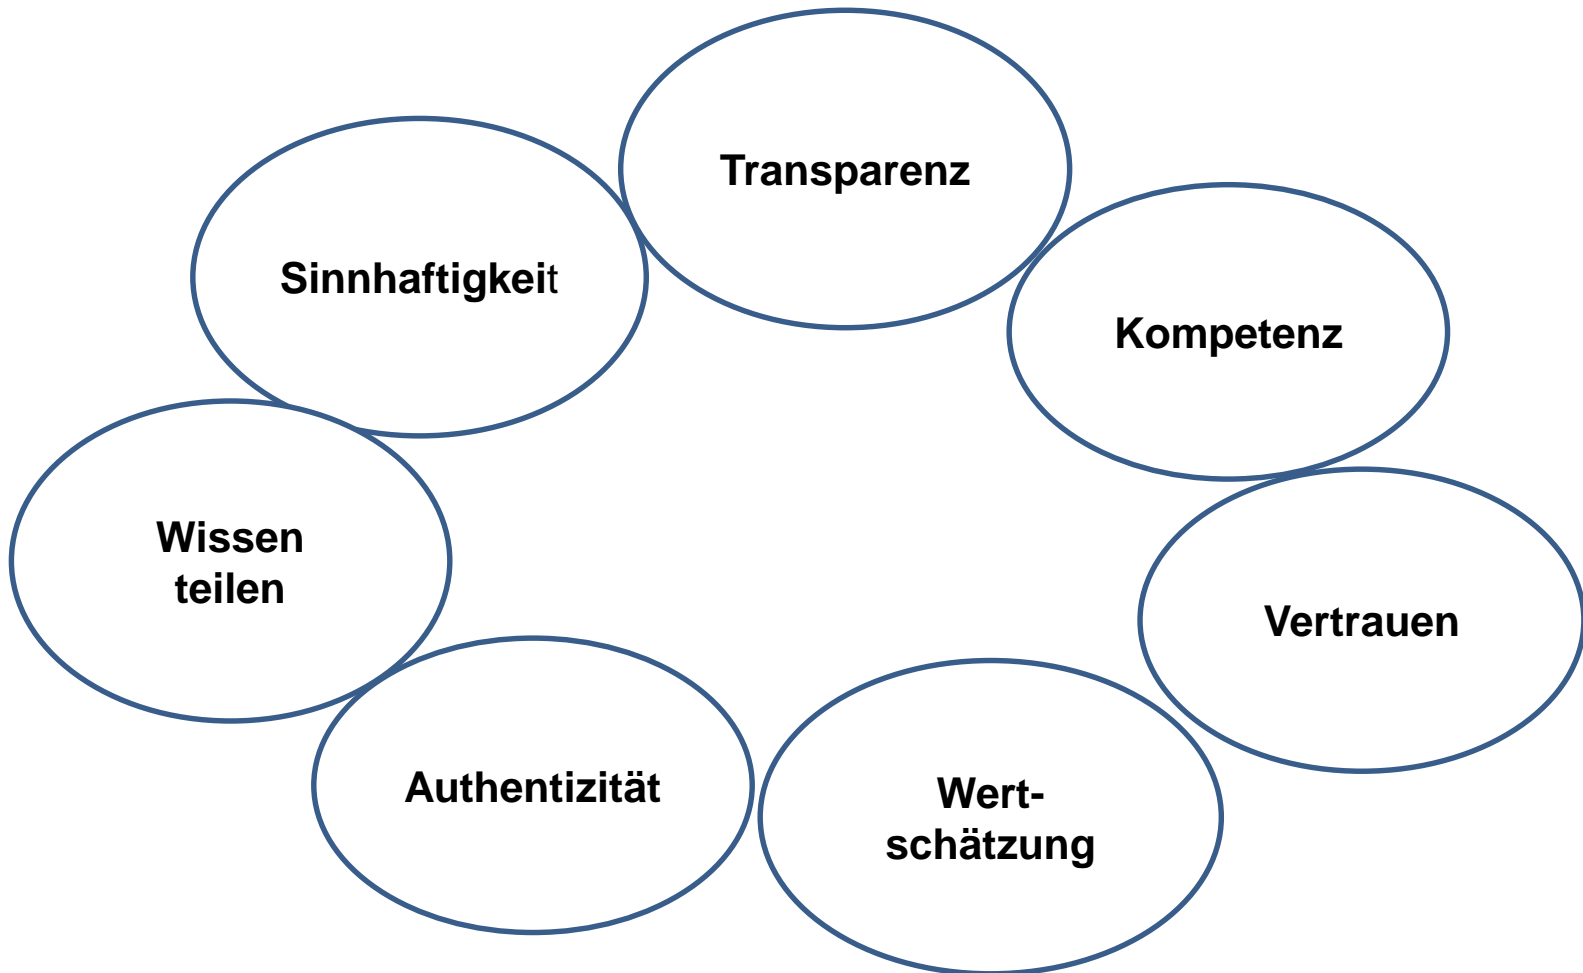 Transparenz
Sinnhaftigkeit
Kompetenz
Wissen
teilen
Vertrauen
Authentizität
Wert-
schätzung